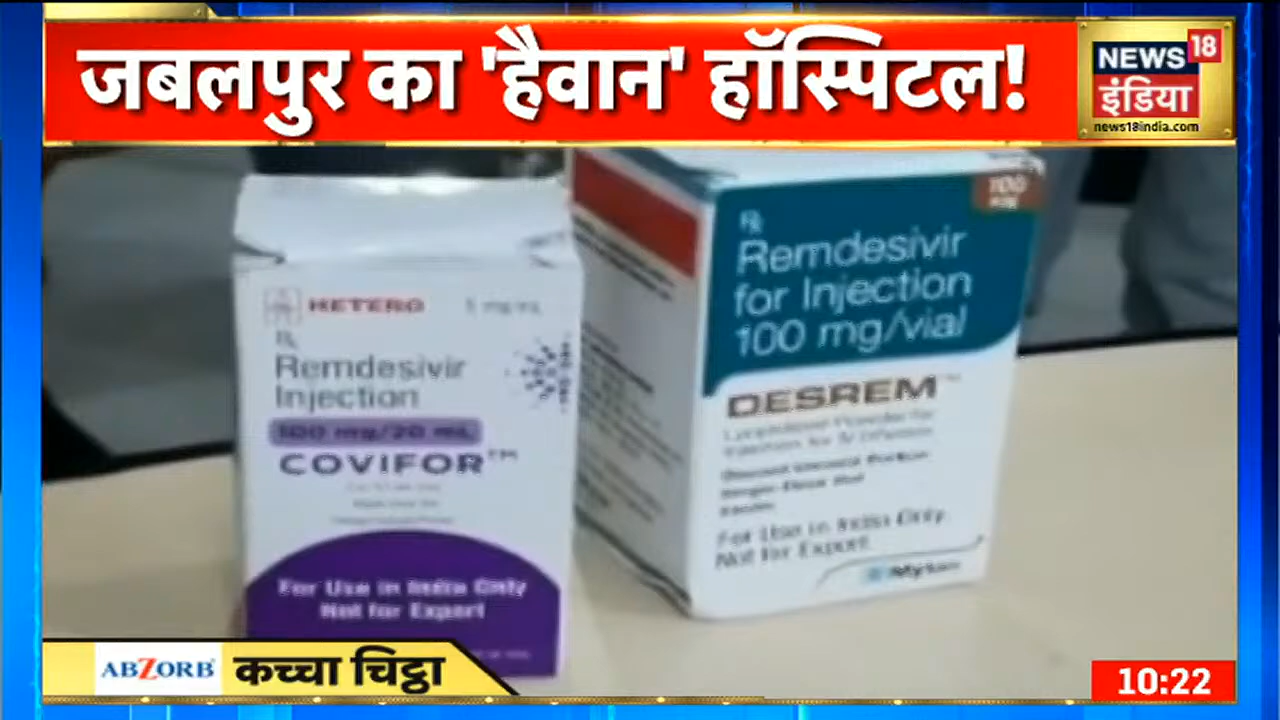 जबलपुर का 'हैवान' हॉस्पिटल!
NEWS 18
इंडिया
news18india.com
HETERO
Rx
Remdesivir
Injection
100 mg/20 mL
COVIFOR™
For Use in India Only
Not for Export
100
Rx
Remdesivir
for Injection
100 mg/vial
DESREM™
For Use in India Only
Not for Export
Mylan
ABZORB
कच्चा चिट्ठा
10:22